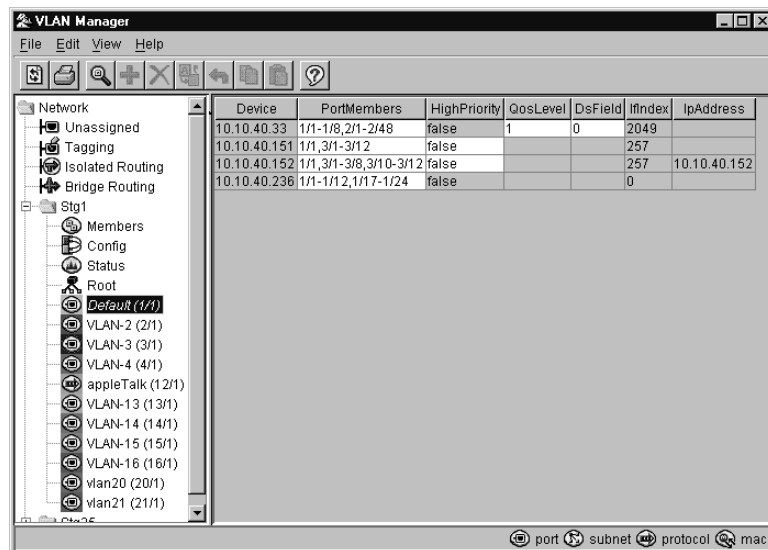 VLAN Manager
File Edit View Help
Network
Unassigned
Tagging
Isolated Routing
Bridge Routing
Stg1
Members
Config
Status
Root
Default (1/1)
VLAN-2 (2/1)
VLAN-3 (3/1)
VLAN-4 (4/1)
appleTalk (12/1)
VLAN-13 (13/1)
VLAN-14 (14/1)
VLAN-15 (15/1)
VLAN-16 (16/1)
vlan20 (20/1)
vlan21 (21/1)
Device PortMembers HighPriority QosLevel DsField IfIndex IpAddress
10.10.40.33 1/1-1/8,2/1-2/48 false 1 0 2049
10.10.40.151 1/1,3/1-3/12 false 257
10.10.40.152 1/1,3/1-3/8,3/10-3/12 false 257 10.10.40.152
10.10.40.236 1/1-1/12,1/17-1/24 false 0
port subnet protocol mac